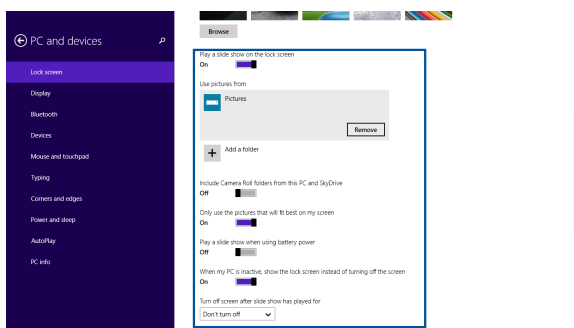 PC and devices
Lock screen
Display
Bluetooth
Devices
Mouse and touchpad
Typing
Corners and edges
Power and sleep
AutoPlay
PC info
Browse
Play a slide show on the lock screen
On
Use pictures from
Pictures
Remove
Add a folder
Include Camera Roll folders from this PC and SkyDrive
Off
Only use the pictures that will fit best on my screen
On
Play a slide show when using battery power
Off
When my PC is inactive, show the lock screen instead of turning off the screen
On
Turn off screen after slide show has played for
Don't turn off